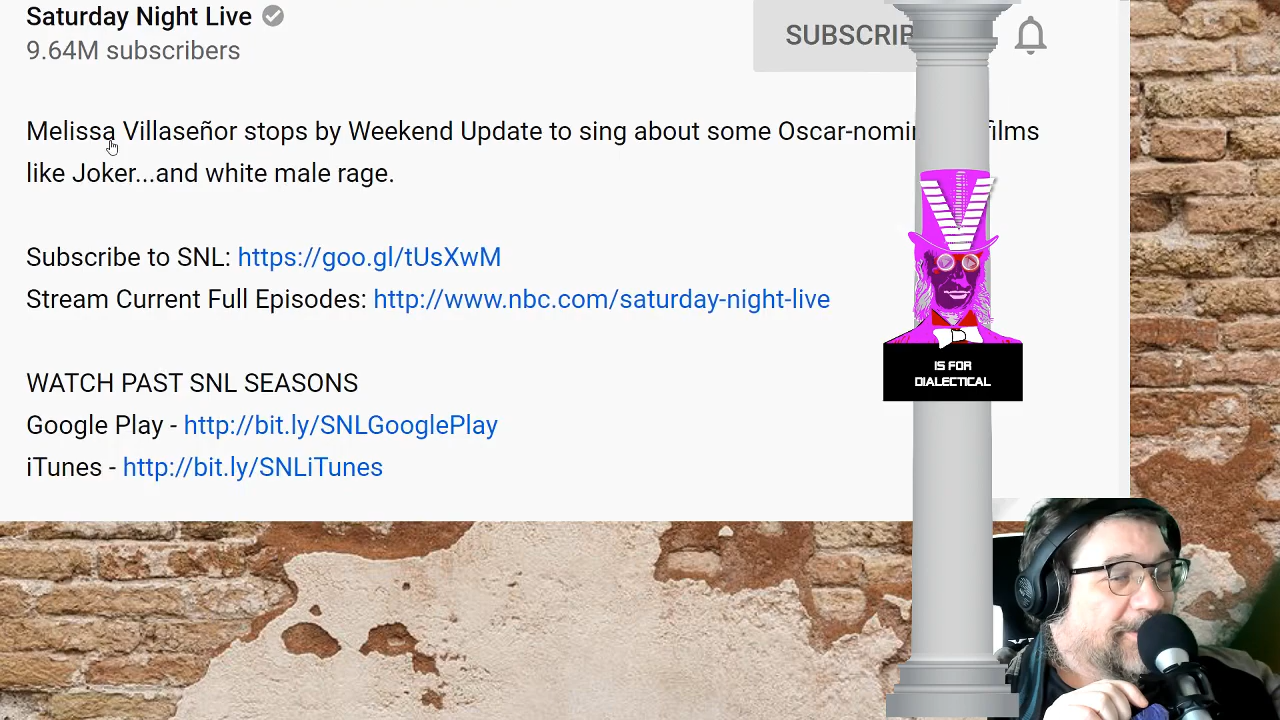 Saturday Night Live
9.64M subscribers
SUBSCRIB
Melissa Villaseñor stops by Weekend Update to sing about some Oscar-nomin films
like Joker...and white male rage.
Subscribe to SNL: https://goo.gl/tUsXwM
Stream Current Full Episodes: http://www.nbc.com/saturday-night-live
WATCH PAST SNL SEASONS
Google Play - http://bit.ly/SNLGooglePlay
iTunes - http://bit.ly/SNLiTunes
V
IS FOR
DIALECTICAL